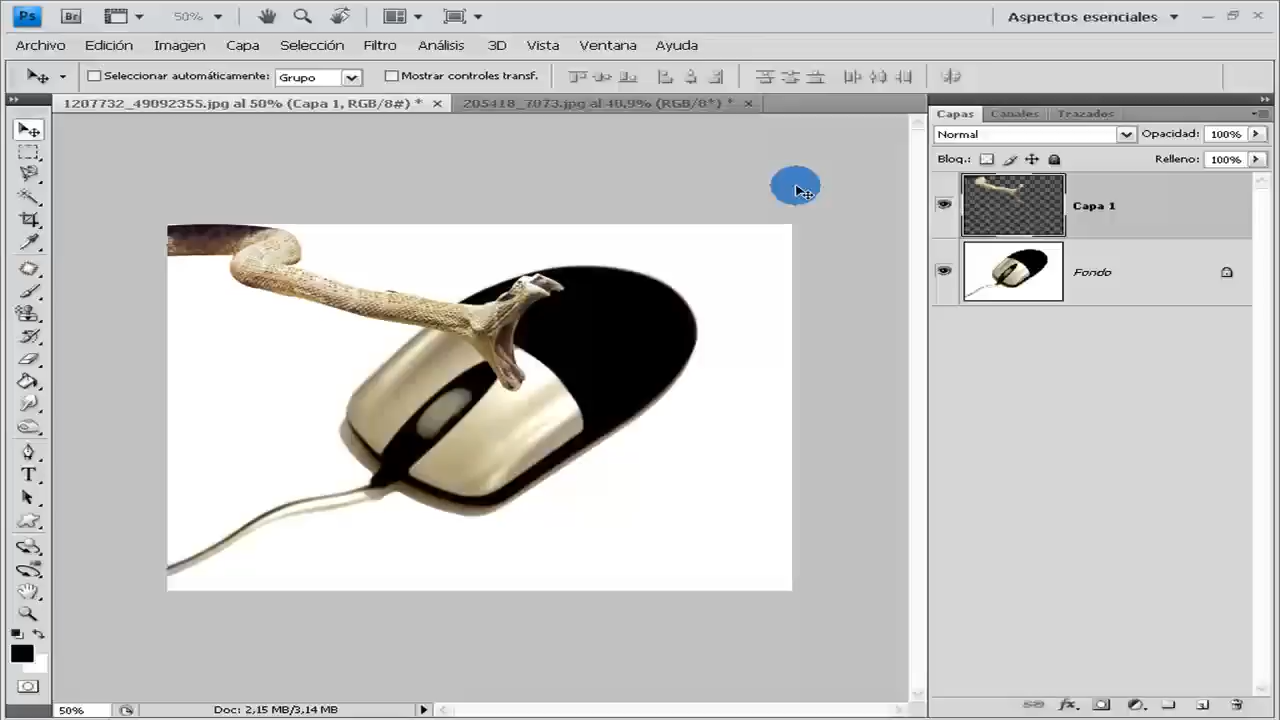 Ps Br 50% Aspectos esenciales
Archivo Edición Imagen Capa Selección Filtro Análisis 3D Vista Ventana Ayuda
Seleccionar automáticamente: Grupo Mostrar controles transf.
1207732_49092355.jpg al 50% (Capa 1, RGB/8#) * 205418_7073.jpg al 40,9% (RGB/8*) *
Capas Canales Trazados
Normal Opacidad: 100%
Bloq.: Relleno: 100%
Capa 1
Fondo
T
fx
50% Doc: 2,15 MB/3,14 MB